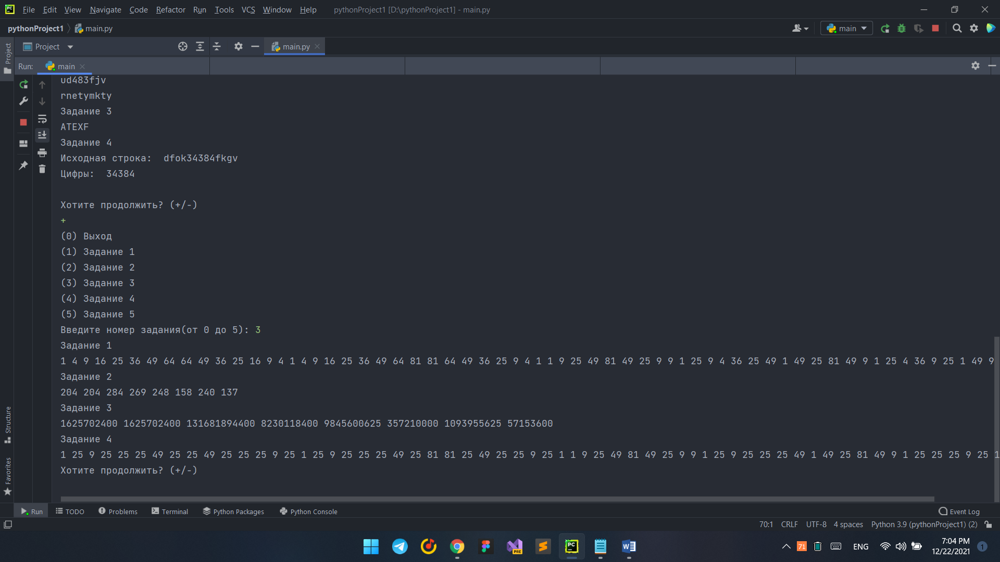 File Edit View Navigate Code Refactor Run Tools VCS Window Help pythonProject1 [D:\pythonProject1] - main.py
pythonProject1 main.py main
Project main.py
Project
Run: main
ud483fjv
rnetymkty
Задание 3
ATEXF
Задание 4
Исходная строка:  dfok34384fkgv
Цифры:  34384
Хотите продолжить? (+/-)
+
(0) Выход
(1) Задание 1
(2) Задание 2
(3) Задание 3
(4) Задание 4
(5) Задание 5
Введите номер задания(от 0 до 5): 3
Задание 1
1 4 9 16 25 36 49 64 64 49 36 25 16 9 4 1 4 9 16 25 36 49 64 81 81 64 49 36 25 9 4 1 1 9 25 49 81 49 25 9 9 1 25 9 4 36 25 49 1 49 25 81 49 9 1 25 4 36 9 25 1 49 9
Задание 2
204 204 284 269 248 158 240 137
Задание 3
1625702400 1625702400 131681894400 8230118400 9845600625 357210000 1093955625 57153600
Задание 4
1 25 9 25 25 25 49 25 25 49 25 25 25 9 25 1 25 9 25 25 25 49 25 81 81 25 49 25 25 9 25 1 1 9 25 49 81 49 25 9 9 1 25 9 25 25 25 49 1 49 25 81 49 9 1 25 25 25 9 25 1
Хотите продолжить? (+/-)
Structure
Favorites
Run TODO Problems Terminal Python Packages Python Console Event Log
70:1 CRLF UTF-8 4 spaces Python 3.9 (pythonProject1) (2)
PRE PC W 71 ENG 7:04 PM
12/22/2021 1